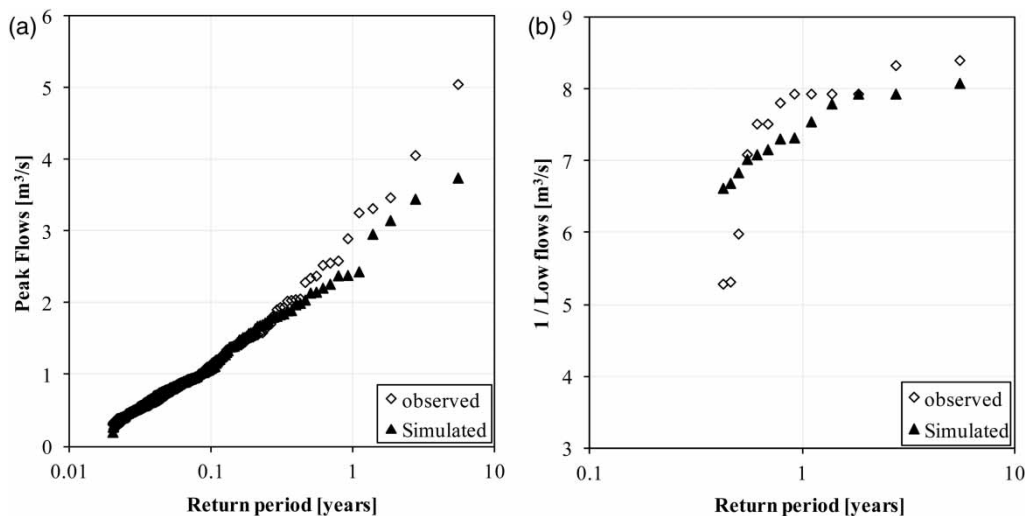 (a)
6
5
4
3
2
1
0
Peak Flows [m³/s]
0.01 0.1 1 10
Return period [years]
observed
Simulated
(b)
9
8
7
6
5
4
3
1 / Low flows [m³/s]
0.1 1 10
Return period [years]
observed
Simulated